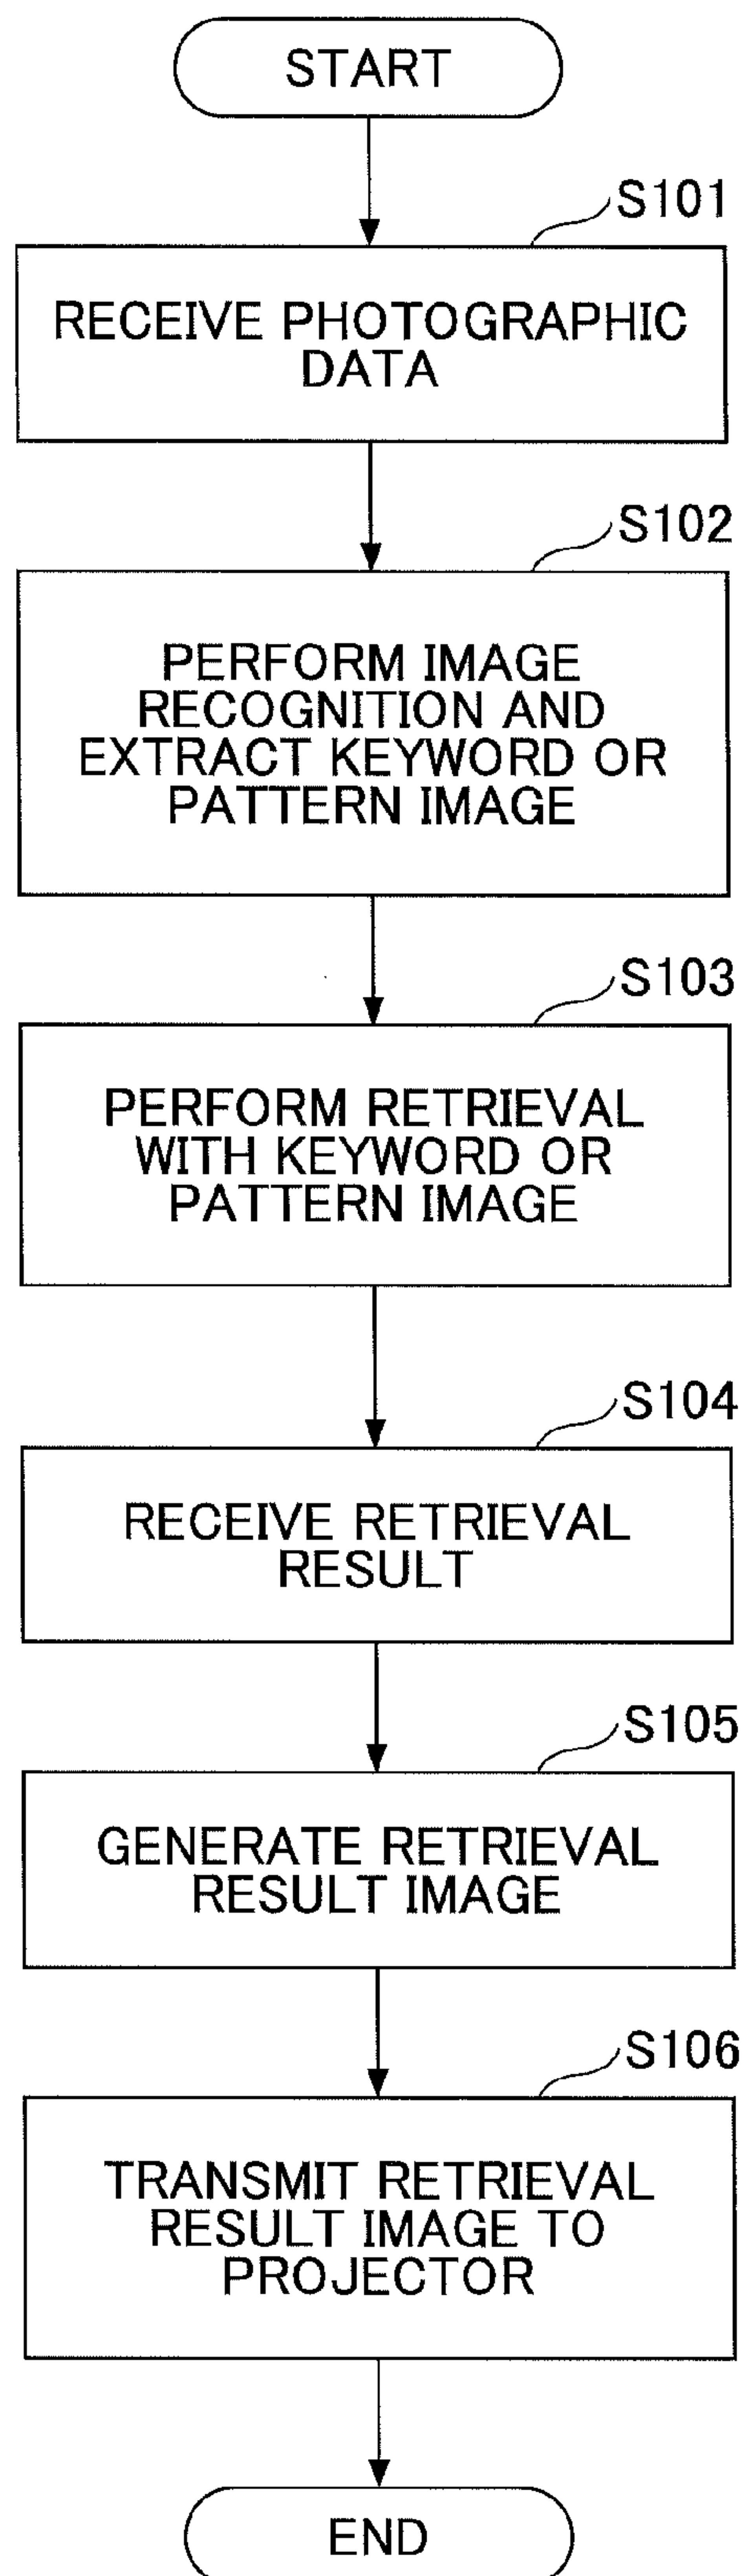 START
S101
RECEIVE PHOTOGRAPHIC
DATA
S102
PERFORM IMAGE
RECOGNITION AND
EXTRACT KEYWORD OR
PATTERN IMAGE
S103
PERFORM RETRIEVAL
WITH KEYWORD OR
PATTERN IMAGE
S104
RECEIVE RETRIEVAL
RESULT
S105
GENERATE RETRIEVAL
RESULT IMAGE
S106
TRANSMIT RETRIEVAL
RESULT IMAGE TO
PROJECTOR
END